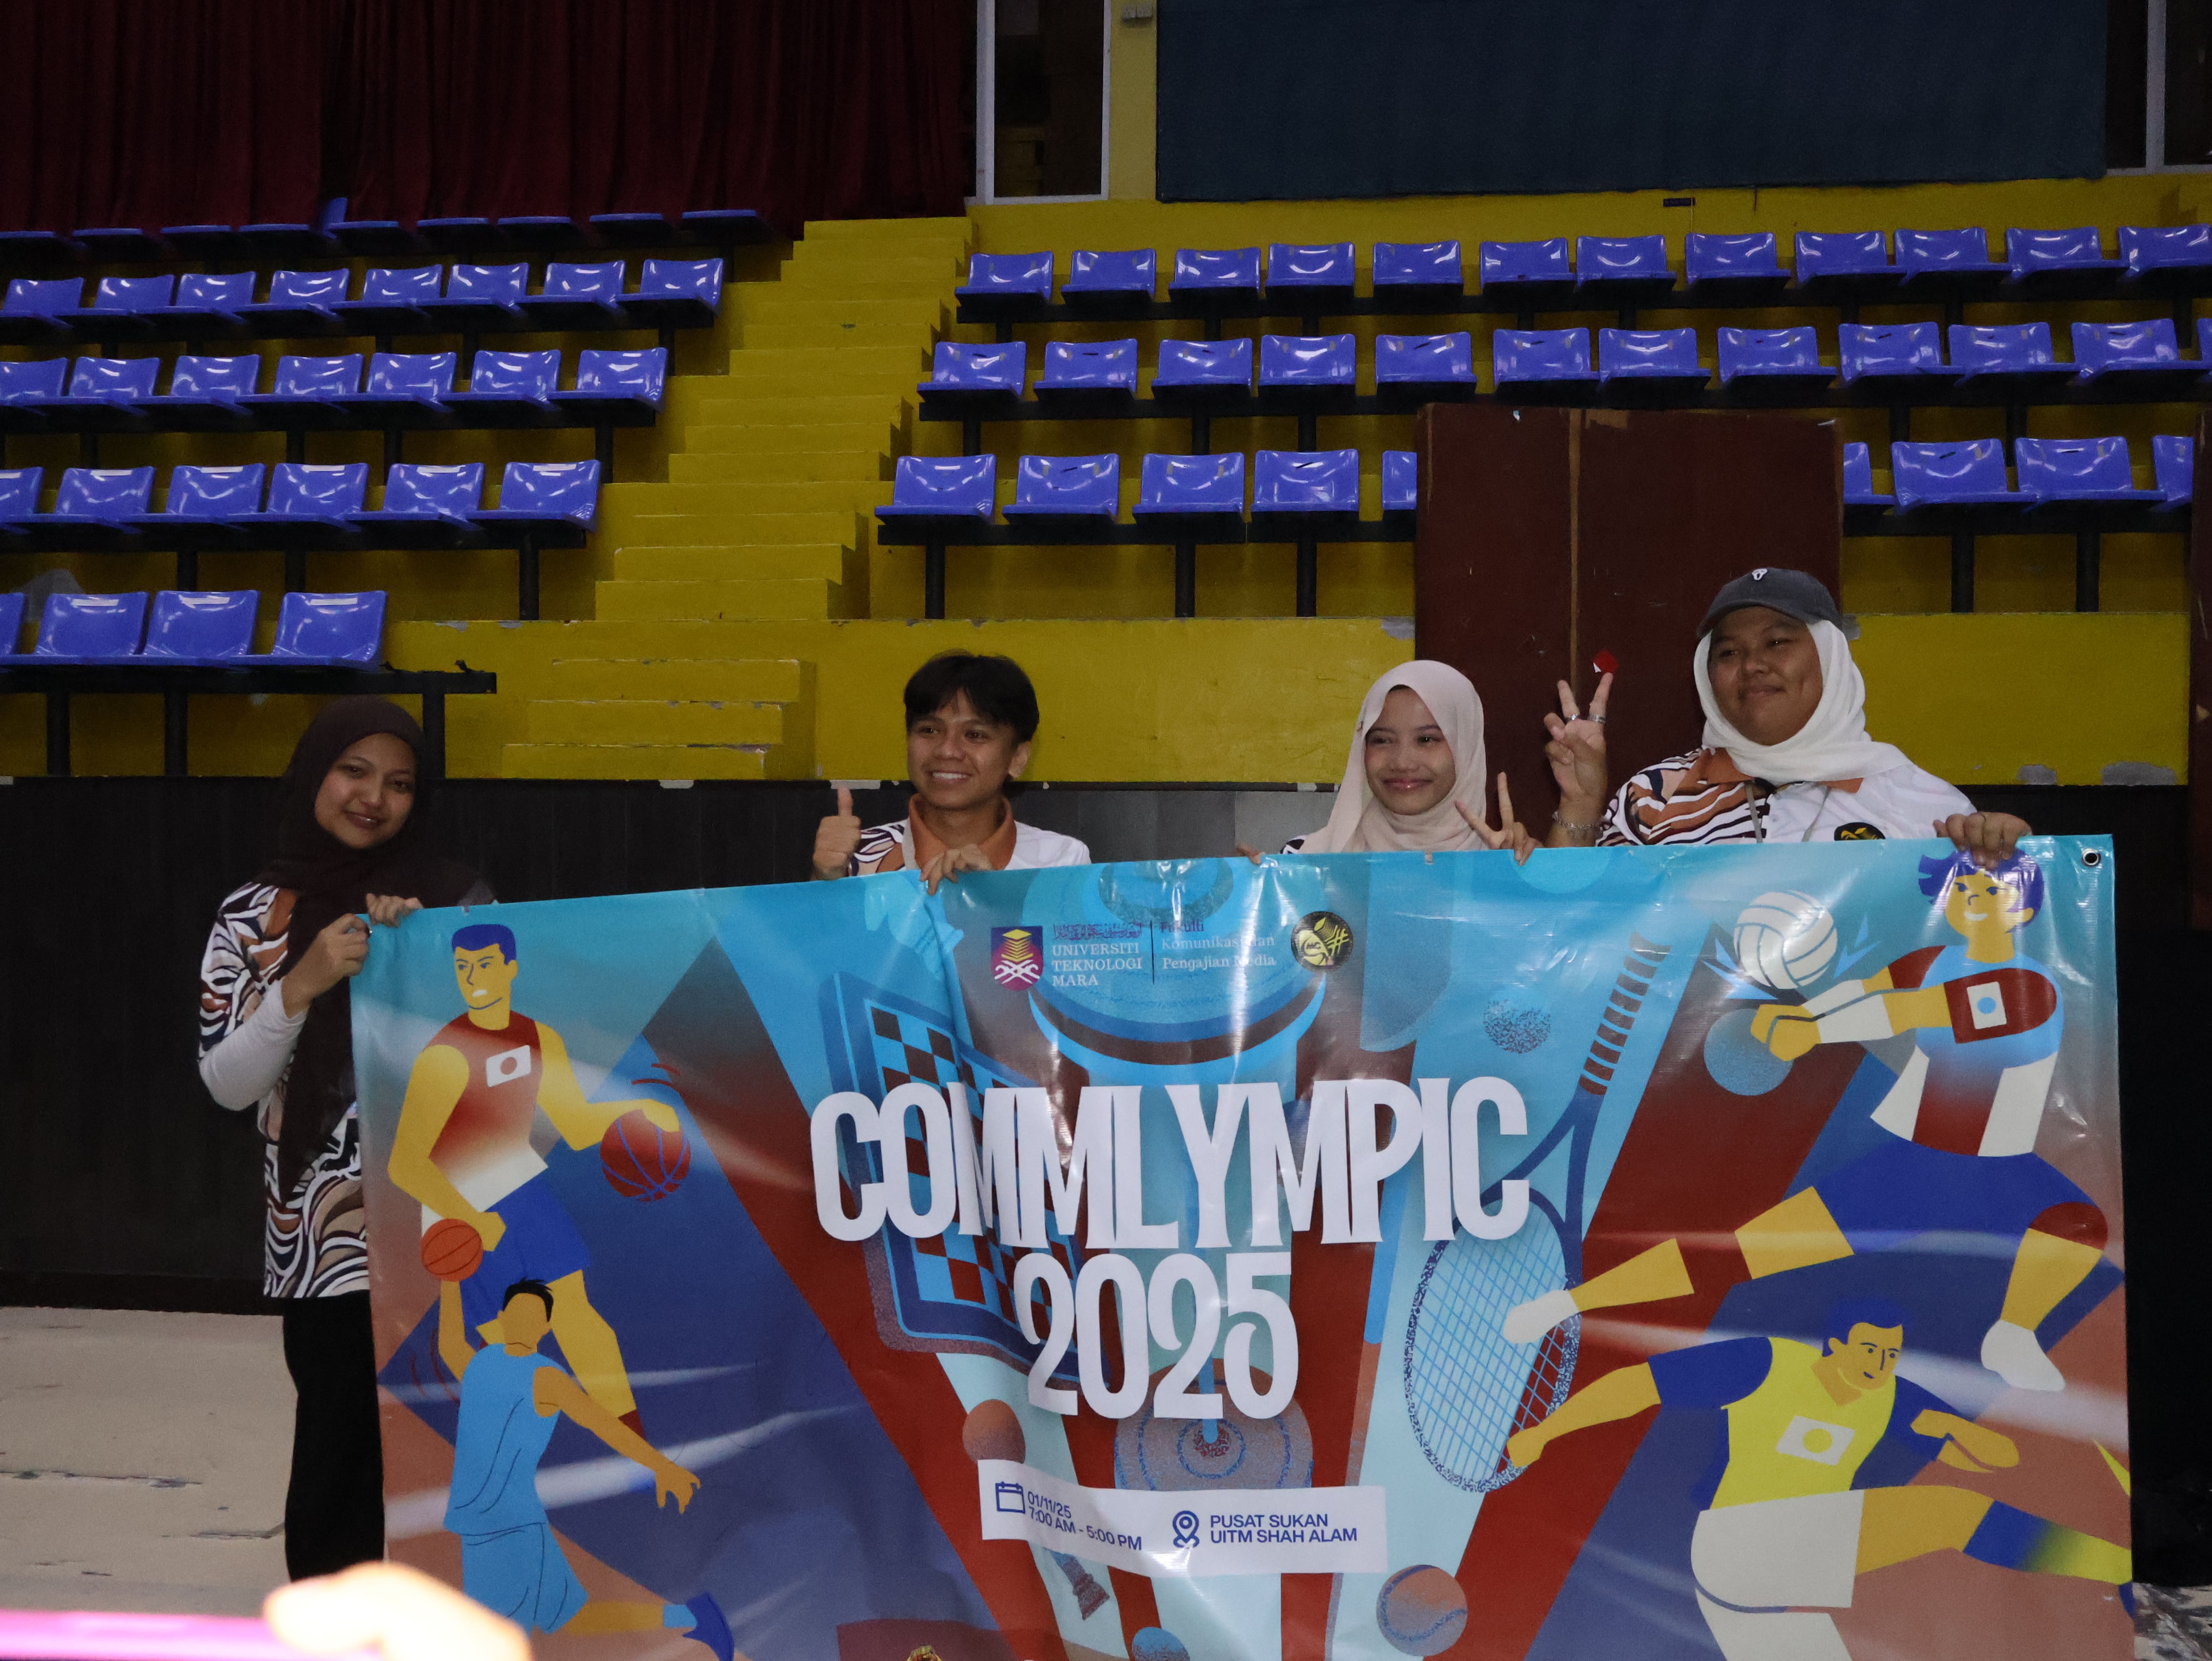 UNIVERSITI
TEKNOLOGI
MARA
Fakulti
Komunikasi dan
Pengajian Media
MC
COMMLYMPIC
2025
01/11/25
7:00 AM - 5:00 PM
PUSAT SUKAN
UITM SHAH ALAM